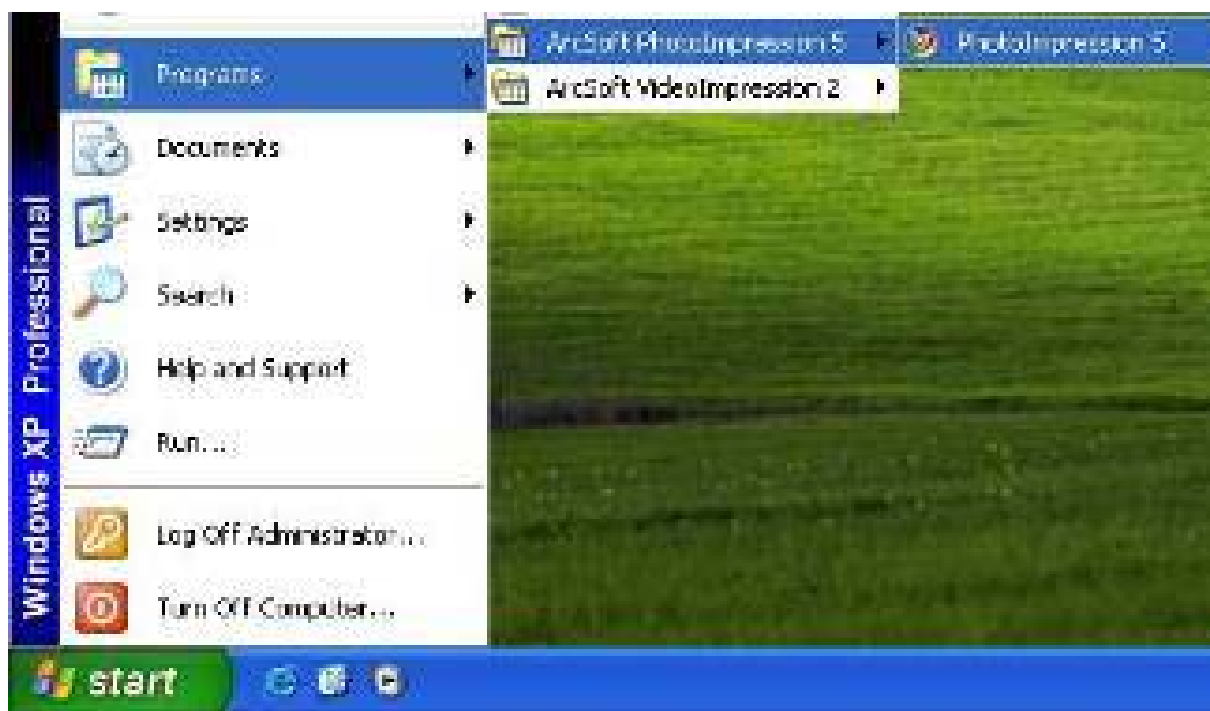 Programs
Documents
Settings
Search
Help and Support
Run...
Log Off Administrator...
Turn Off Computer...
Windows XP Professional
start
ArcSoft PhotoImpression 5
ArcSoft VideoImpression 2
PhotoImpression 5